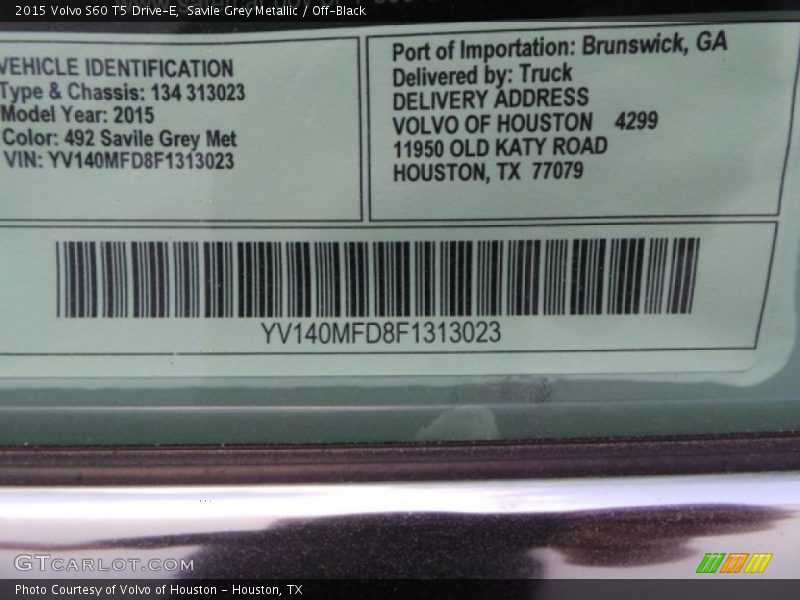 2015 Volvo S60 T5 Drive-E, Savile Grey Metallic / Off-Black
VEHICLE IDENTIFICATION
Type & Chassis: 134 313023
Model Year: 2015
Color: 492 Savile Grey Met
VIN: YV140MFD8F1313023
Port of Importation: Brunswick, GA
Delivered by: Truck
DELIVERY ADDRESS
VOLVO OF HOUSTON 4299
11950 OLD KATY ROAD
HOUSTON, TX 77079
YV140MFD8F1313023
GTCARLOT.COM
Photo Courtesy of Volvo of Houston - Houston, TX